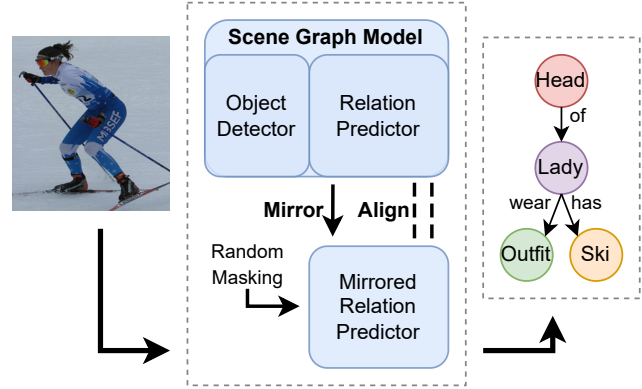 Scene Graph Model
Object
Detector
Relation
Predictor
Mirror
Align
Random
Masking
Mirrored
Relation
Predictor
Head
of
Lady
wear
has
Outfit
Ski